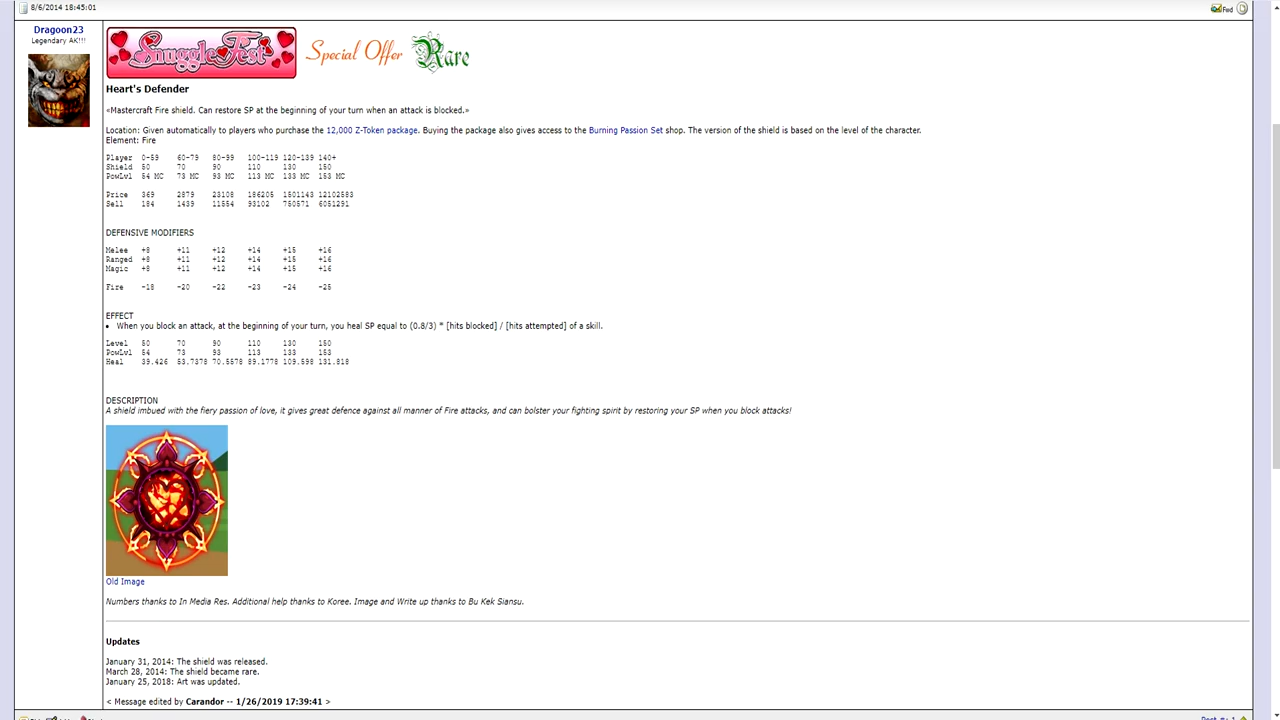 8/6/2014 18:45:01
Fed
Dragoon23
Legendary AK!!!
SnuggleFest
Special Offer
Rare
Heart's Defender
«Mastercraft Fire shield. Can restore SP at the beginning of your turn when an attack is blocked.»
Location: Given automatically to players who purchase the 12,000 Z-Token package. Buying the package also gives access to the Burning Passion Set shop. The version of the shield is based on the level of the character.
Element: Fire
Player 0-59 60-79 80-99 100-119 120-139 140+
Shield 50 70 90 110 130 150
PowLvl 54 MC 73 MC 93 MC 113 MC 133 MC 153 MC
Price 369 2879 23108 186205 1501143 12102583
Sell 184 1439 11554 93102 750571 6051291
DEFENSIVE MODIFIERS
Melee +8 +11 +12 +14 +15 +16
Ranged +8 +11 +12 +14 +15 +16
Magic +8 +11 +12 +14 +15 +16
Fire -18 -20 -22 -23 -24 -25
EFFECT
• When you block an attack, at the beginning of your turn, you heal SP equal to (0.8/3) * [hits blocked] / [hits attempted] of a skill.
Level 50 70 90 110 130 150
PowLvl 54 73 93 113 133 153
Heal 39.426 53.7378 70.5578 89.1778 109.598 131.818
DESCRIPTION
A shield imbued with the fiery passion of love, it gives great defence against all manner of Fire attacks, and can bolster your fighting spirit by restoring your SP when you block attacks!
Old Image
Numbers thanks to In Media Res. Additional help thanks to Koree. Image and Write up thanks to Bu Kek Siansu.
Updates
January 31, 2014: The shield was released.
March 28, 2014: The shield became rare.
January 25, 2018: Art was updated.
< Message edited by Carandor -- 1/26/2019 17:39:41 >